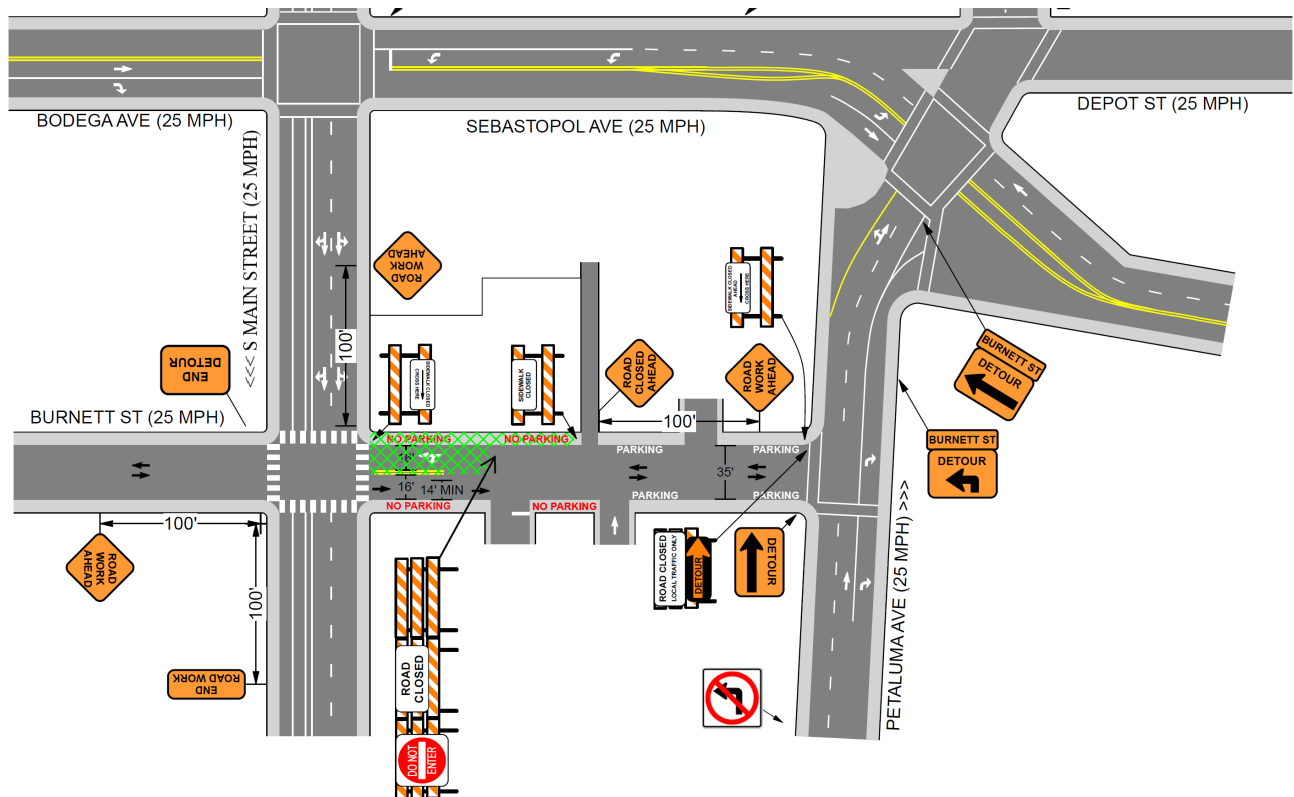 BODEGA AVE (25 MPH)
SEBASTOPOL AVE (25 MPH)
DEPOT ST (25 MPH)
<<< S MAIN STREET (25 MPH)
ROAD
WORK
AHEAD
100'
END
DETOUR
BURNETT ST (25 MPH)
SIDEWALK CLOSED
CROSS HERE
SIDEWALK
CLOSED
ROAD
CLOSED
AHEAD
SIDEWALK CLOSED
AHEAD
CROSS HERE
ROAD
WORK
AHEAD
100'
BURNETT ST
DETOUR
BURNETT ST
DETOUR
NO PARKING
NO PARKING
PARKING
PARKING
16'
16'
14' MIN
35'
NO PARKING
NO PARKING
PARKING
PARKING
100'
ROAD
WORK
AHEAD
100'
END
ROAD WORK
ROAD CLOSED
LOCAL TRAFFIC ONLY
DETOUR
DETOUR
PETALUMA AVE (25 MPH) >>>
ROAD
CLOSED
DO NOT
ENTER